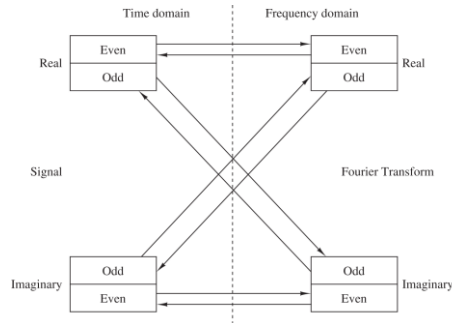 Time domain Frequency domain
Even Even
Real Real
Odd Odd
Signal Fourier Transform
Odd Odd
Imaginary Imaginary
Even Even